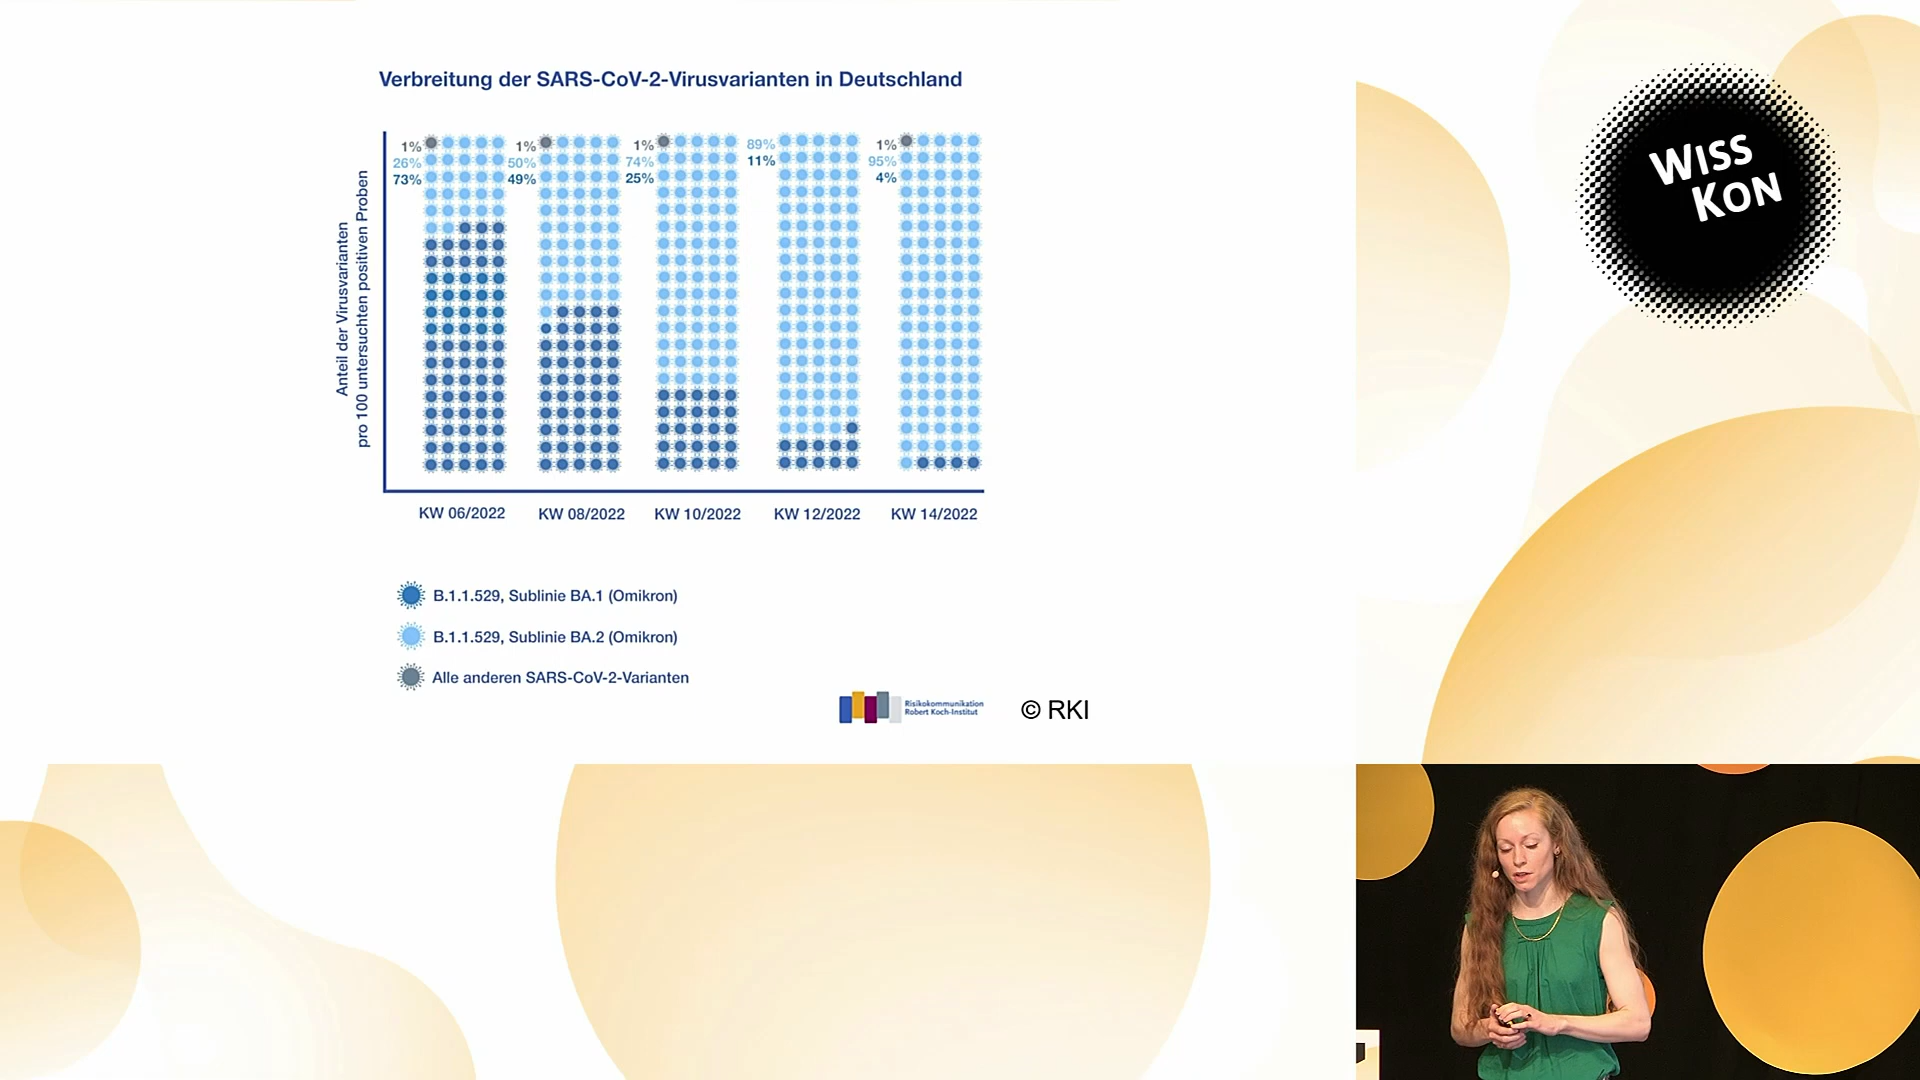 Verbreitung der SARS-CoV-2-Virusvarianten in Deutschland
Anteil der Virusvarianten
pro 100 untersuchten positiven Proben
1%
26%
73%
1%
50%
49%
1%
74%
25%
89%
11%
1%
95%
4%
KW 06/2022
KW 08/2022
KW 10/2022
KW 12/2022
KW 14/2022
B.1.1.529, Sublinie BA.1 (Omikron)
B.1.1.529, Sublinie BA.2 (Omikron)
Alle anderen SARS-CoV-2-Varianten
Risikokommunikation
Robert Koch-Institut
© RKI
WISS
KON